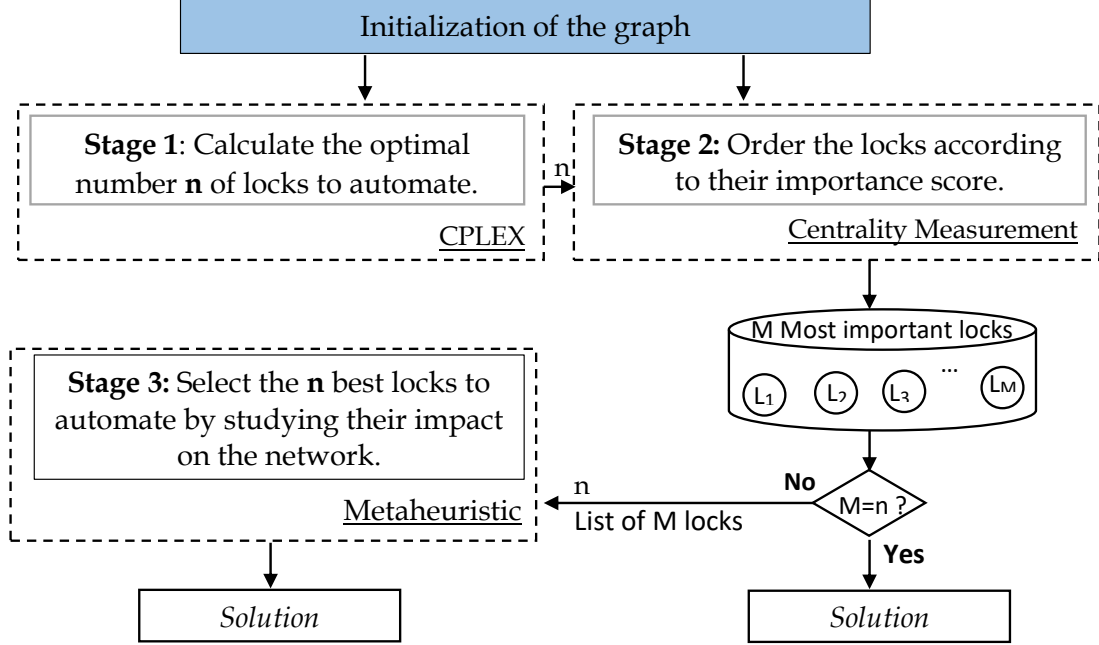 Initialization of the graph
Stage 1: Calculate the optimal
number n of locks to automate.
CPLEX
n
Stage 2: Order the locks according
to their importance score.
Centrality Measurement
M Most important locks
L1
L2
L3
...
LM
M=n ?
No
n
List of M locks
Yes
Solution
Stage 3: Select the n best locks to
automate by studying their impact
on the network.
Metaheuristic
Solution